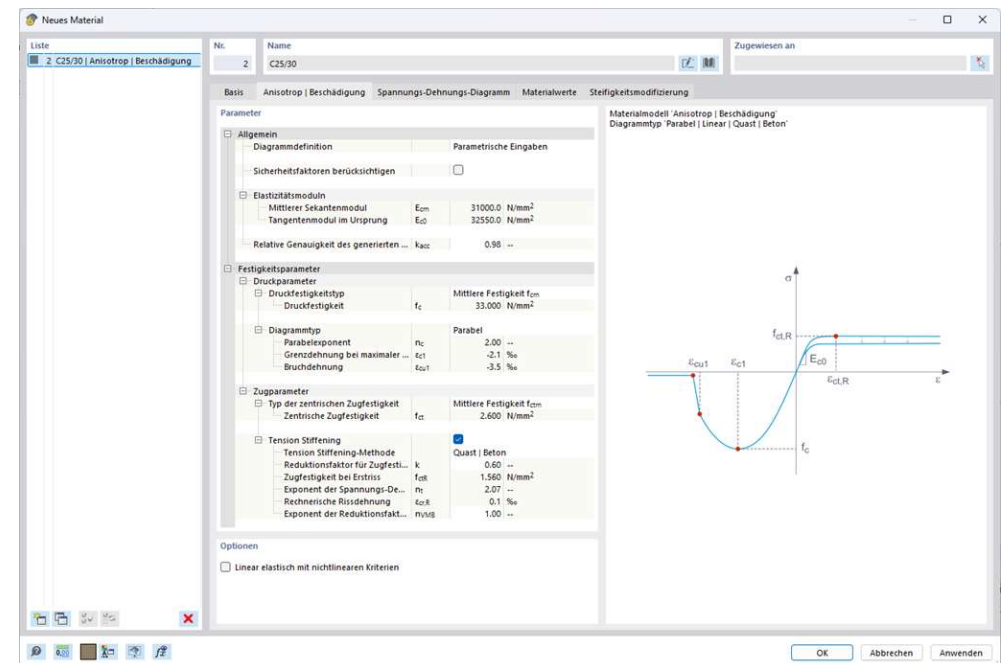 Neues Material
Liste
2 C25/30 | Anisotrop | Beschädigung
Nr.
2
Name
C25/30
Zugewiesen an
Basis Anisotrop | Beschädigung Spannungs-Dehnungs-Diagramm Materialwerte Steifigkeitsmodifizierung
Parameter
Allgemein
Diagrammdefinition Parametrische Eingaben
Sicherheitsfaktoren berücksichtigen
Elastizitätsmoduln
Mittlerer Sekantenmodul Ecm 31000.0 N/mm2
Tangentenmodul im Ursprung Ec0 32550.0 N/mm2
Relative Genauigkeit des generierten ... kacc 0.98 --
Festigkeitsparameter
Druckparameter
Druckfestigkeitstyp Mittlere Festigkeit fcm
Druckfestigkeit fc 33.000 N/mm2
Diagrammtyp Parabel
Parabelexponent nc 2.00 --
Grenzdehnung bei maximaler ... εc1 -2.1 ‰
Bruchdehnung εcu1 -3.5 ‰
Zugparameter
Typ der zentrischen Zugfestigkeit Mittlere Festigkeit fctm
Zentrische Zugfestigkeit fct 2.600 N/mm2
Tension Stiffening
Tension Stiffening-Methode Quast | Beton
Reduktionsfaktor für Zugfesti... k 0.60 --
Zugfestigkeit bei Erstriss fctR 1.560 N/mm2
Exponent der Spannungs-De... nt 2.07 --
Rechnerische Rissdehnung εcr,R 0.1 ‰
Exponent der Reduktionsfakt... nVMB 1.00 --
Optionen
Linear elastisch mit nichtlinearen Kriterien
Materialmodell 'Anisotrop | Beschädigung'
Diagrammtyp 'Parabel | Linear | Quast | Beton'
σ
fct,R
εcu1
εc1
Ec0
εct,R
ε
fc
OK
Abbrechen
Anwenden